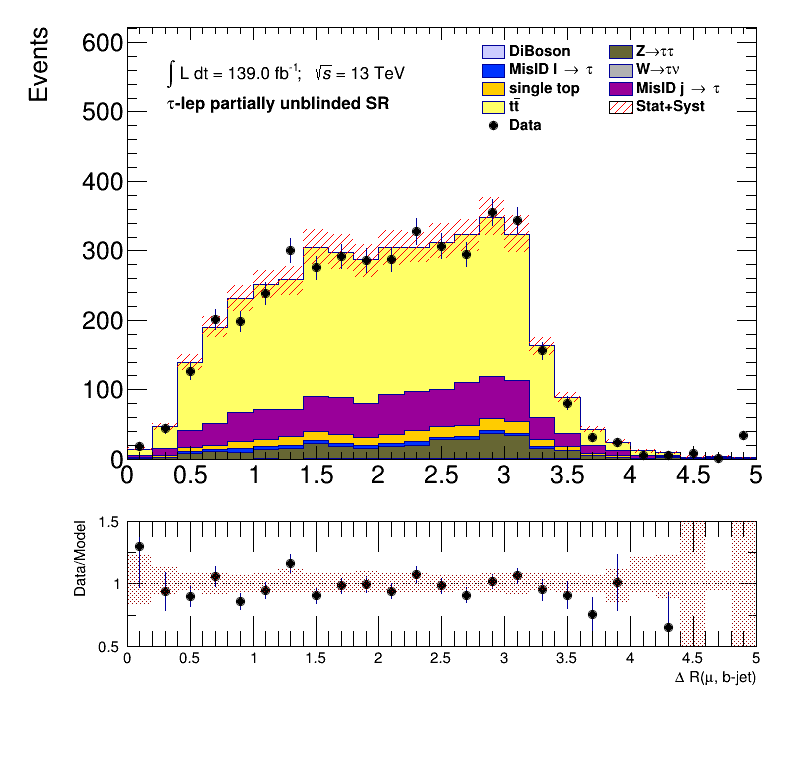 Events
600
500
400
300
200
100
0
∫ L dt = 139.0 fb⁻¹; √s = 13 TeV
τ-lep partially unblinded SR
DiBoson
Z→ττ
MisID l → τ
W→τν
single top
MisID j → τ
tt̄
Stat+Syst
Data
0 0.5 1 1.5 2 2.5 3 3.5 4 4.5 5
Data/Model
1.5
1
0.5
0 0.5 1 1.5 2 2.5 3 3.5 4 4.5 5
Δ R(μ, b-jet)